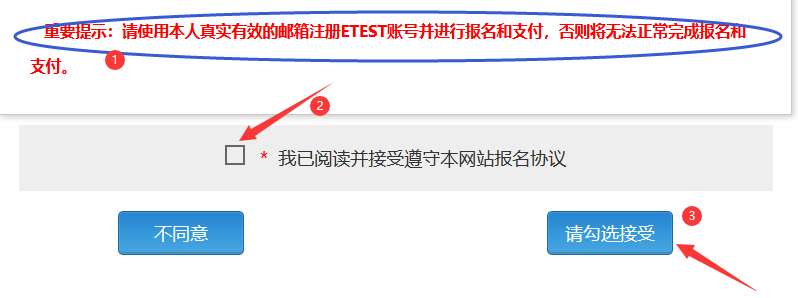 重要提示：请使用本人真实有效的邮箱注册ETEST账号并进行报名和支付，否则将无法正常完成报名和
支付。
1
2
* 我已阅读并接受遵守本网站报名协议
不同意
请勾选接受
3